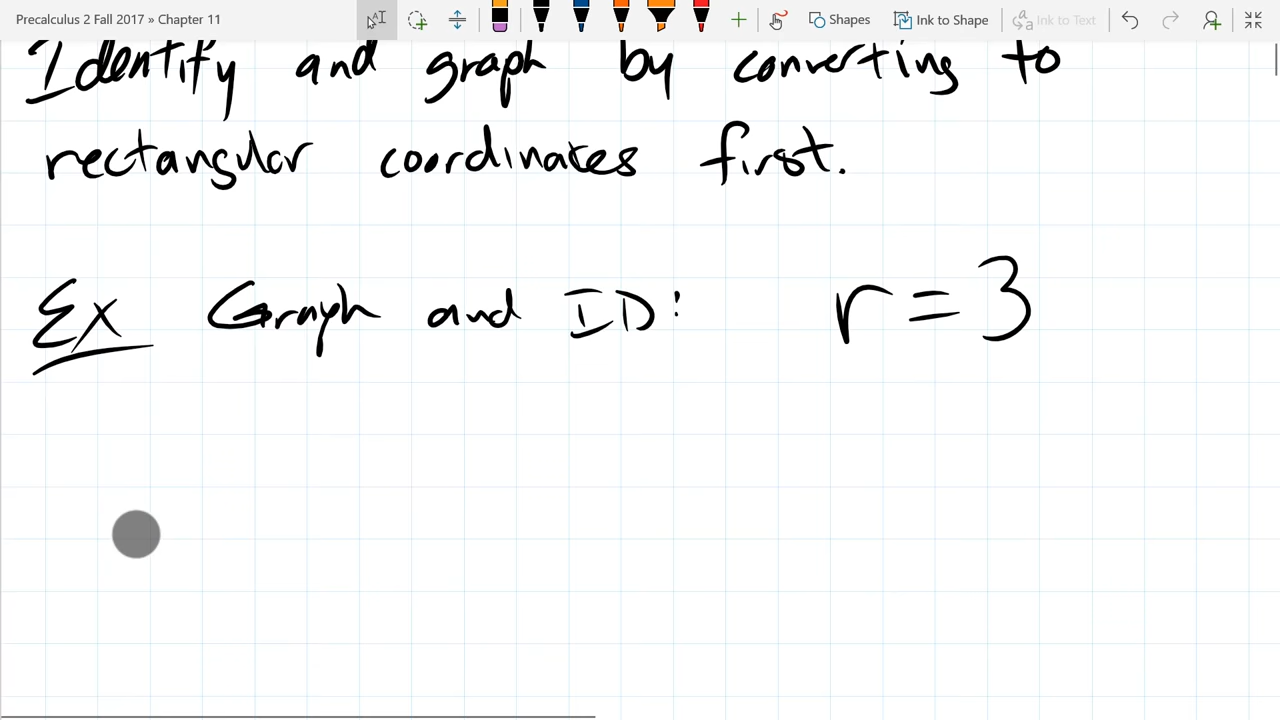 Precalculus 2 Fall 2017 » Chapter 11
Shapes
Ink to Shape
Ink to Text
Identify and graph by converting to
rectangular coordinates first.
Ex Graph and ID: r = 3